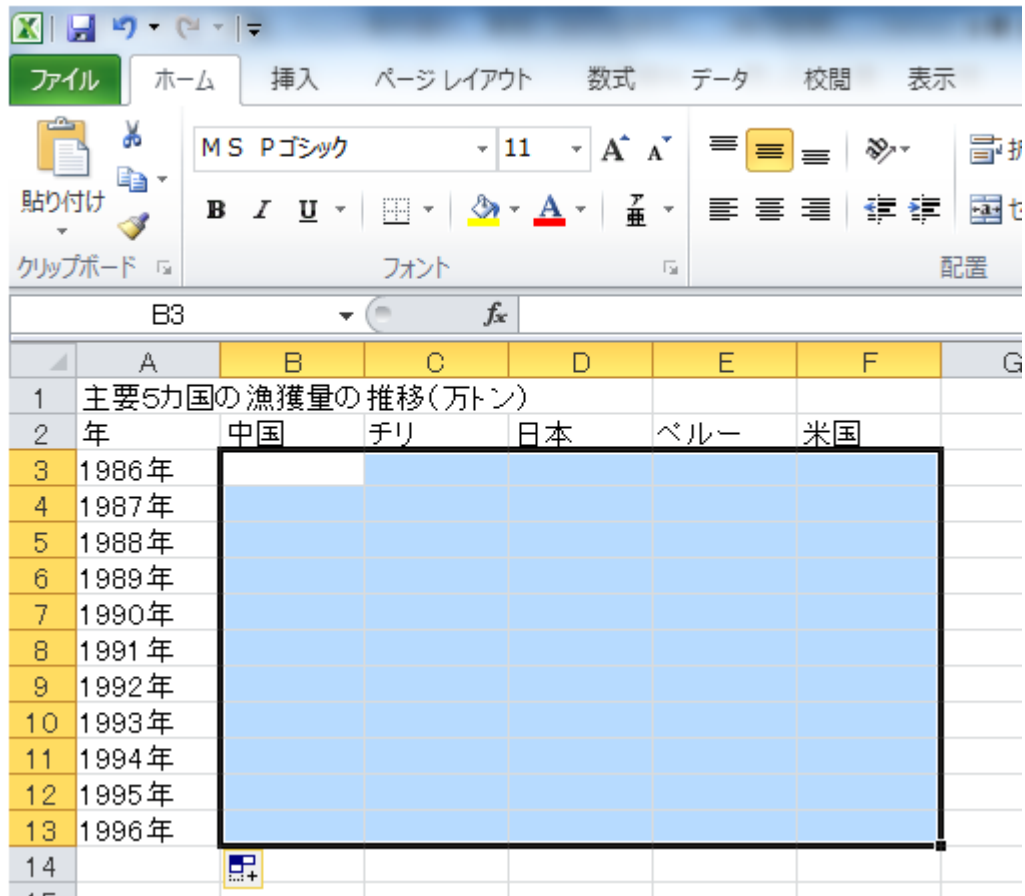 ファイル ホーム 挿入 ページ レイアウト 数式 データ 校閲 表示
MS Pゴシック 11 A A
貼り付け B I U A ア亜
クリップボード フォント 配置
B3 fx
A B C D E F G
1 主要5カ国の漁獲量の推移(万トン)
2 年 中国 チリ 日本 ペルー 米国
3 1986年
4 1987年
5 1988年
6 1989年
7 1990年
8 1991年
9 1992年
10 1993年
11 1994年
12 1995年
13 1996年
14